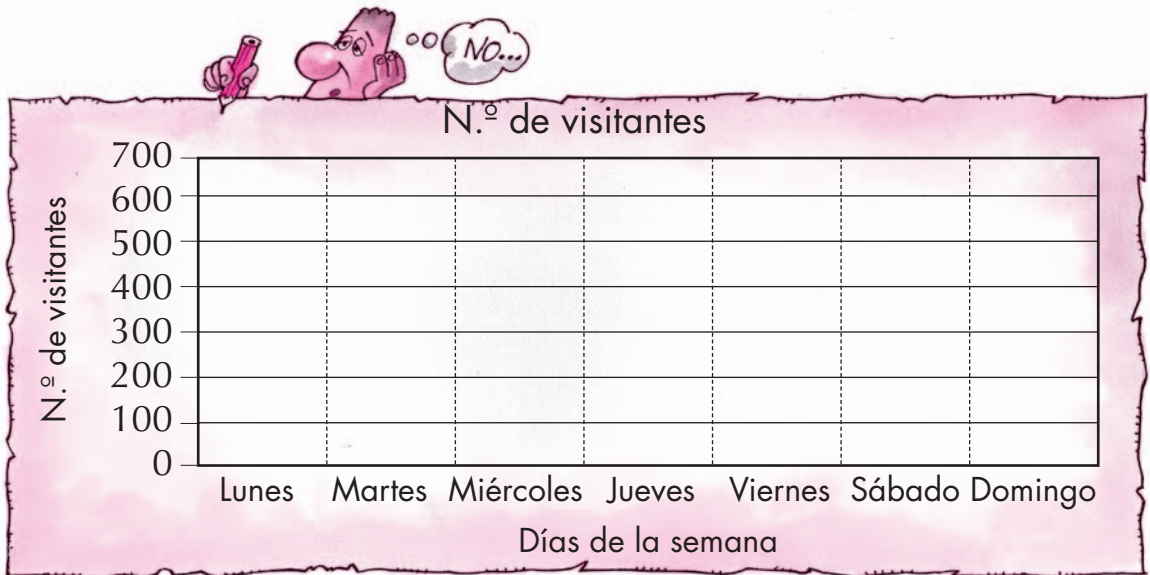 NO...
N.º de visitantes
N.º de visitantes
700
600
500
400
300
200
100
0
Lunes Martes Miércoles Jueves Viernes Sábado Domingo
Días de la semana